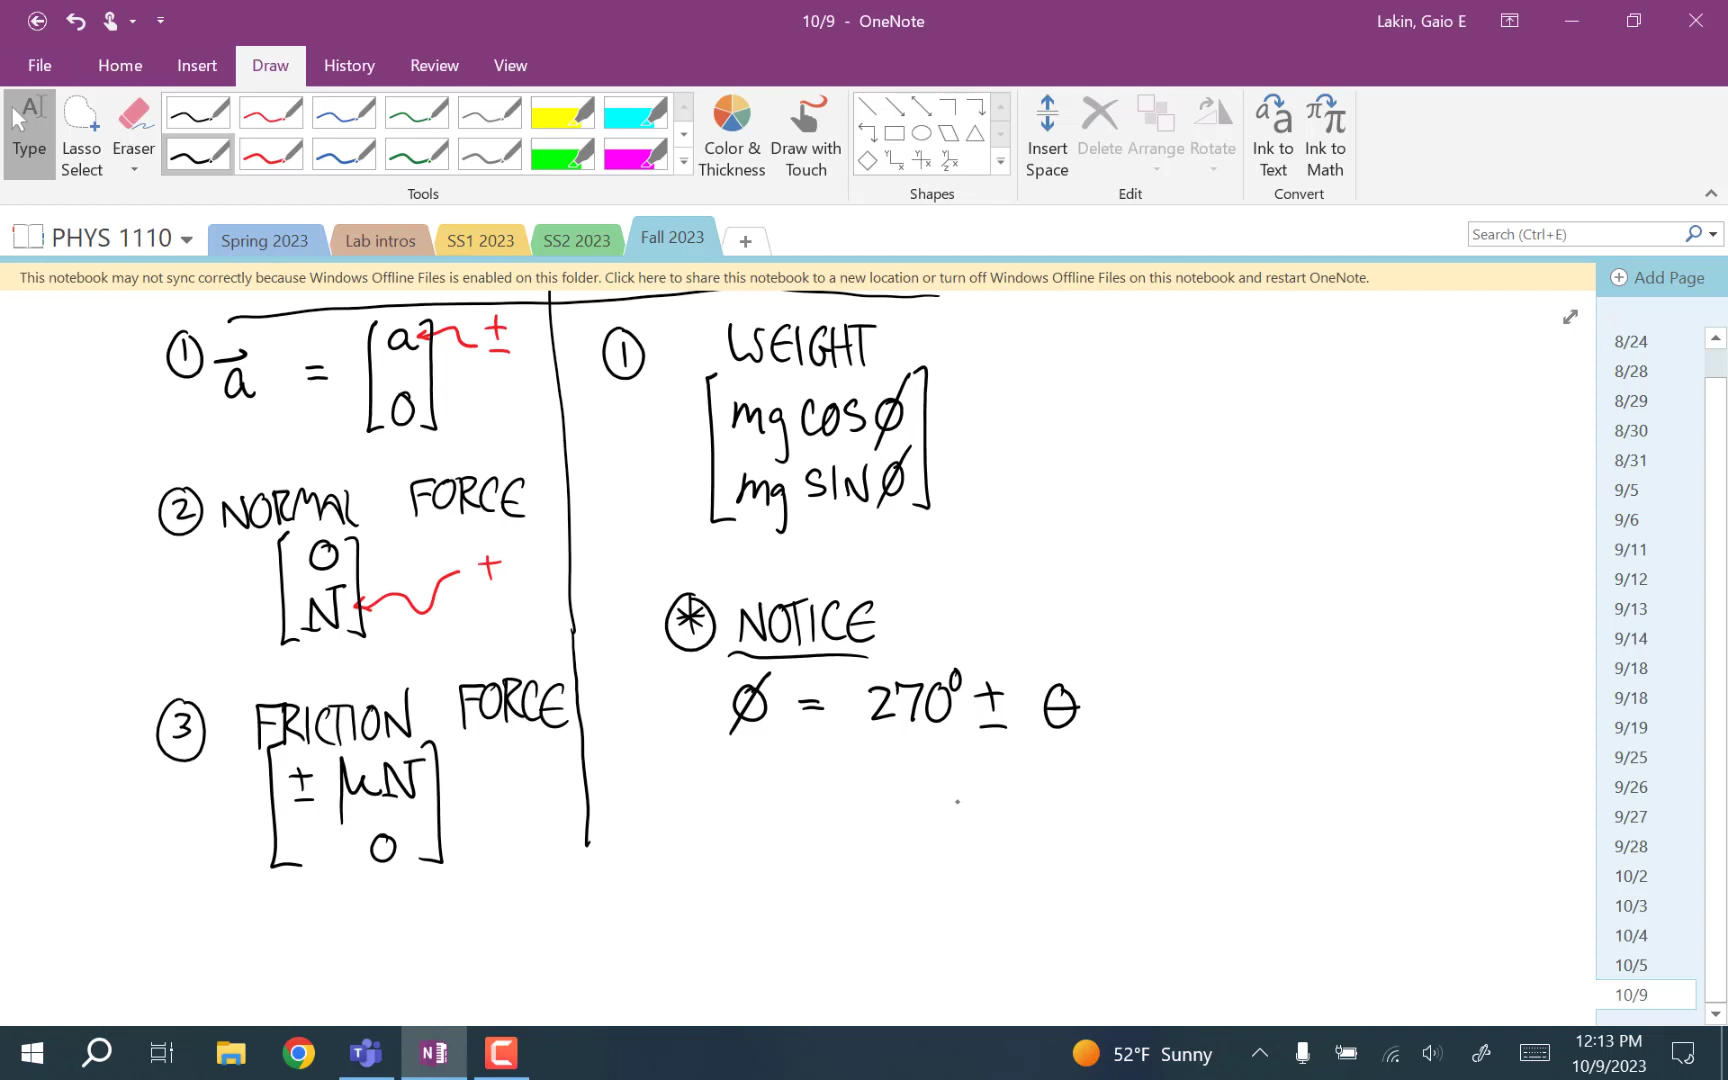 10/9 - OneNote
Lakin, Gaio E
File Home Insert Draw History Review View
Type
Lasso Select
Eraser
Color & Thickness
Draw with Touch
Insert Space
Delete Arrange Rotate
Ink to Text
Ink to Math
Tools Shapes Edit Convert
PHYS 1110 Spring 2023 Lab intros SS1 2023 SS2 2023 Fall 2023
Search (Ctrl+E)
This notebook may not sync correctly because Windows Offline Files is enabled on this folder. Click here to share this notebook to a new location or turn off Windows Offline Files on this notebook and restart OneNote.
Add Page
① a⃗ = [a 0] ±
② NORMAL FORCE
[0 N] +
③ FRICTION FORCE
[± μN 0]
① WEIGHT
mg cos ϕ
mg SIN ϕ
* NOTICE
ϕ = 270° ± θ
8/24
8/28
8/29
8/30
8/31
9/5
9/6
9/11
9/12
9/13
9/14
9/18
9/18
9/19
9/25
9/26
9/27
9/28
10/2
10/3
10/4
10/5
10/9
52°F Sunny
12:13 PM
10/9/2023